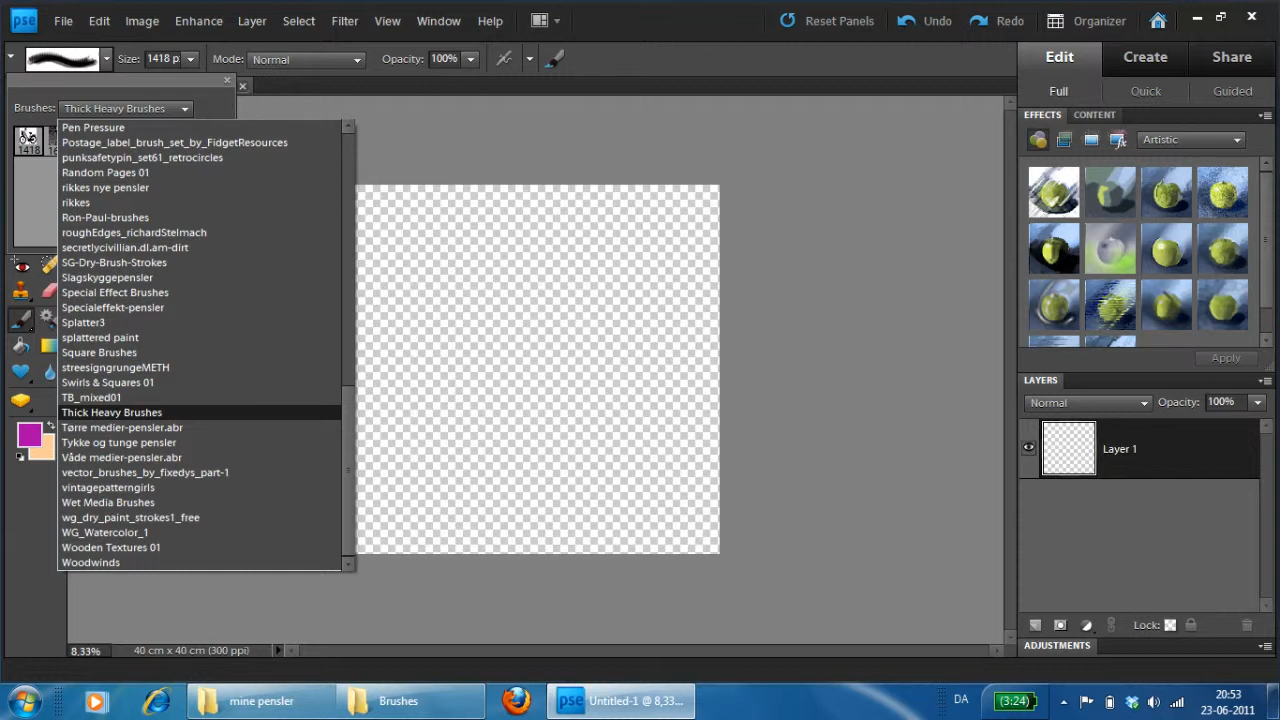 pse File Edit Image Enhance Layer Select Filter View Window Help Reset Panels Undo Redo Organizer
Size: 1418 p Mode: Normal Opacity: 100%
Edit Create Share
Full Quick Guided
Brushes: Thick Heavy Brushes
EFFECTS CONTENT
Artistic
1418
Pen Pressure
Postage_label_brush_set_by_FidgetResources
punksafetypin_set61_retrocircles
Random Pages 01
rikkes nye pensler
rikkes
Ron-Paul-brushes
roughEdges_richardStelmach
secretlycivillian.dl.am-dirt
SG-Dry-Brush-Strokes
Slagskyggepensler
Special Effect Brushes
Specialeffekt-pensler
Splatter3
splattered paint
Square Brushes
streesigngrungeMETH
Swirls & Squares 01
TB_mixed01
Thick Heavy Brushes
Tørre medier-pensler.abr
Tykke og tunge pensler
Våde medier-pensler.abr
vector_brushes_by_fixedys_part-1
vintagepatterngirls
Wet Media Brushes
wg_dry_paint_strokes1_free
WG_Watercolor_1
Wooden Textures 01
Woodwinds
Apply
LAYERS
Normal Opacity: 100%
Layer 1
Lock:
ADJUSTMENTS
8,33% 40 cm x 40 cm (300 ppi)
mine pensler Brushes pse Untitled-1 @ 8,33... DA (3:24) 20:53
23-06-2011